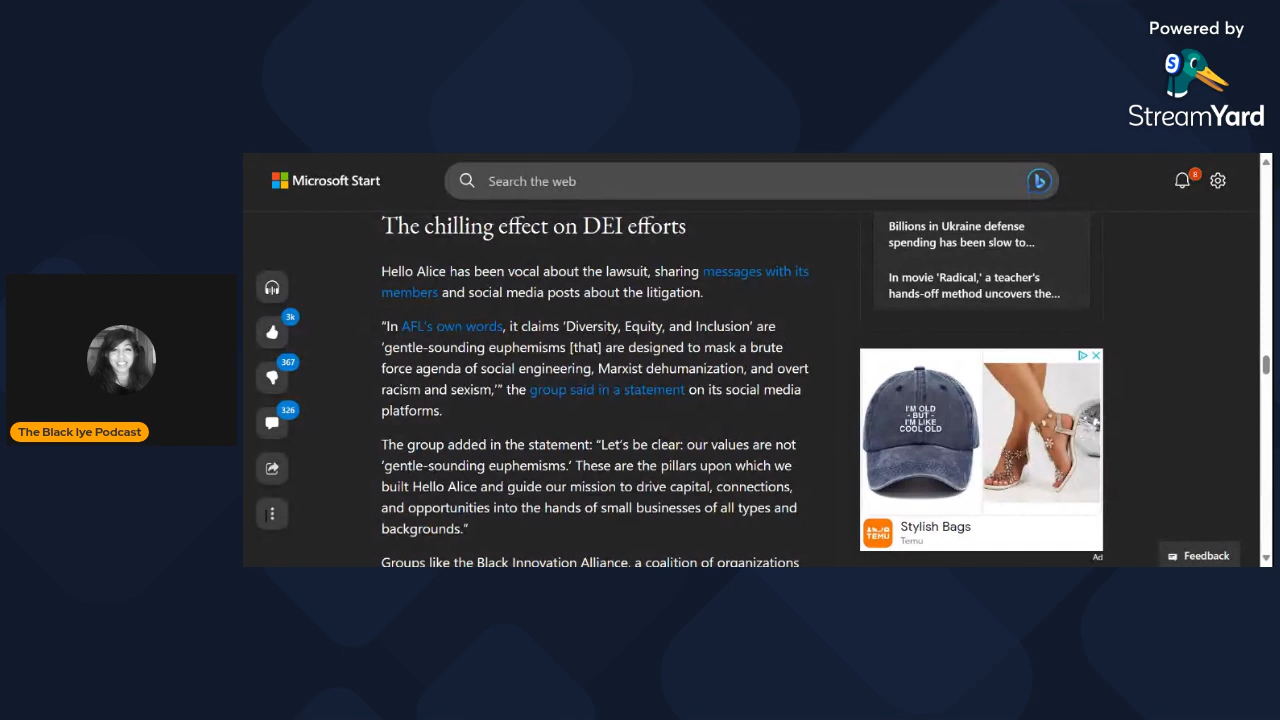 Powered by
StreamYard
Microsoft Start
Search the web
8
The chilling effect on DEI efforts
Hello Alice has been vocal about the lawsuit, sharing messages with its
members and social media posts about the litigation.
“In AFL’s own words, it claims ‘Diversity, Equity, and Inclusion’ are
‘gentle-sounding euphemisms [that] are designed to mask a brute
force agenda of social engineering, Marxist dehumanization, and overt
racism and sexism,’” the group said in a statement on its social media
platforms.
The group added in the statement: “Let’s be clear: our values are not
‘gentle-sounding euphemisms.’ These are the pillars upon which we
built Hello Alice and guide our mission to drive capital, connections,
and opportunities into the hands of small businesses of all types and
backgrounds.”
Groups like the Black Innovation Alliance, a coalition of organizations
3k
367
326
Billions in Ukraine defense
spending has been slow to...
In movie 'Radical,' a teacher's
hands-off method uncovers the...
I'M OLD
- BUT -
I'M LIKE
COOL OLD
TEMU
Stylish Bags
Temu
Ad
Feedback
The Black Iye Podcast